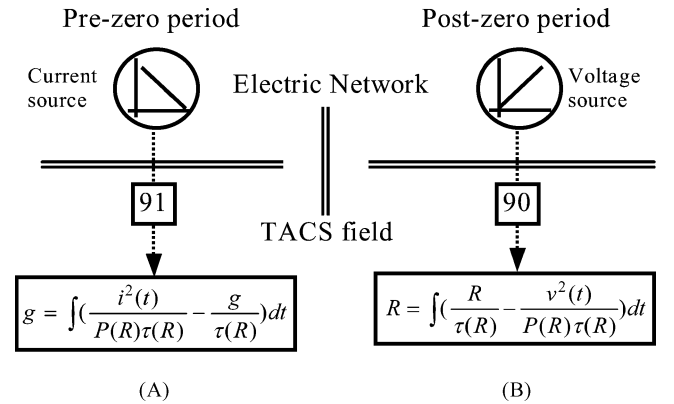 Pre-zero period
Post-zero period
Current source
Electric Network
Voltage source
91
90
TACS field
g = ∫( i²(t) / P(R)τ(R) − g / τ(R) )dt
R = ∫( R / τ(R) − v²(t) / P(R)τ(R) )dt
(A)
(B)